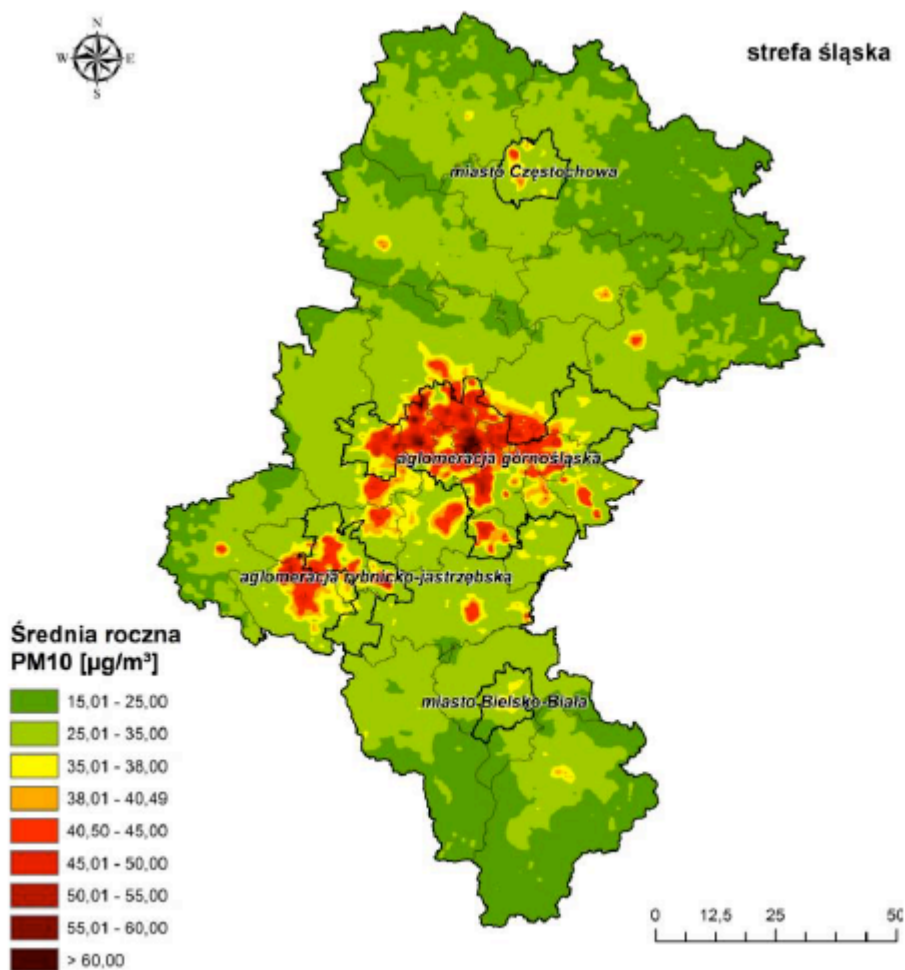 N
W E
S
strefa śląska
miasto Częstochowa
aglomeracja górnośląska
aglomeracja rybnicko-jastrzębska
miasto Bielsko-Biała
Średnia roczna
PM10 [µg/m³]
15,01 - 25,00
25,01 - 35,00
35,01 - 38,00
38,01 - 40,49
40,50 - 45,00
45,01 - 50,00
50,01 - 55,00
55,01 - 60,00
> 60,00
0 12,5 25 50